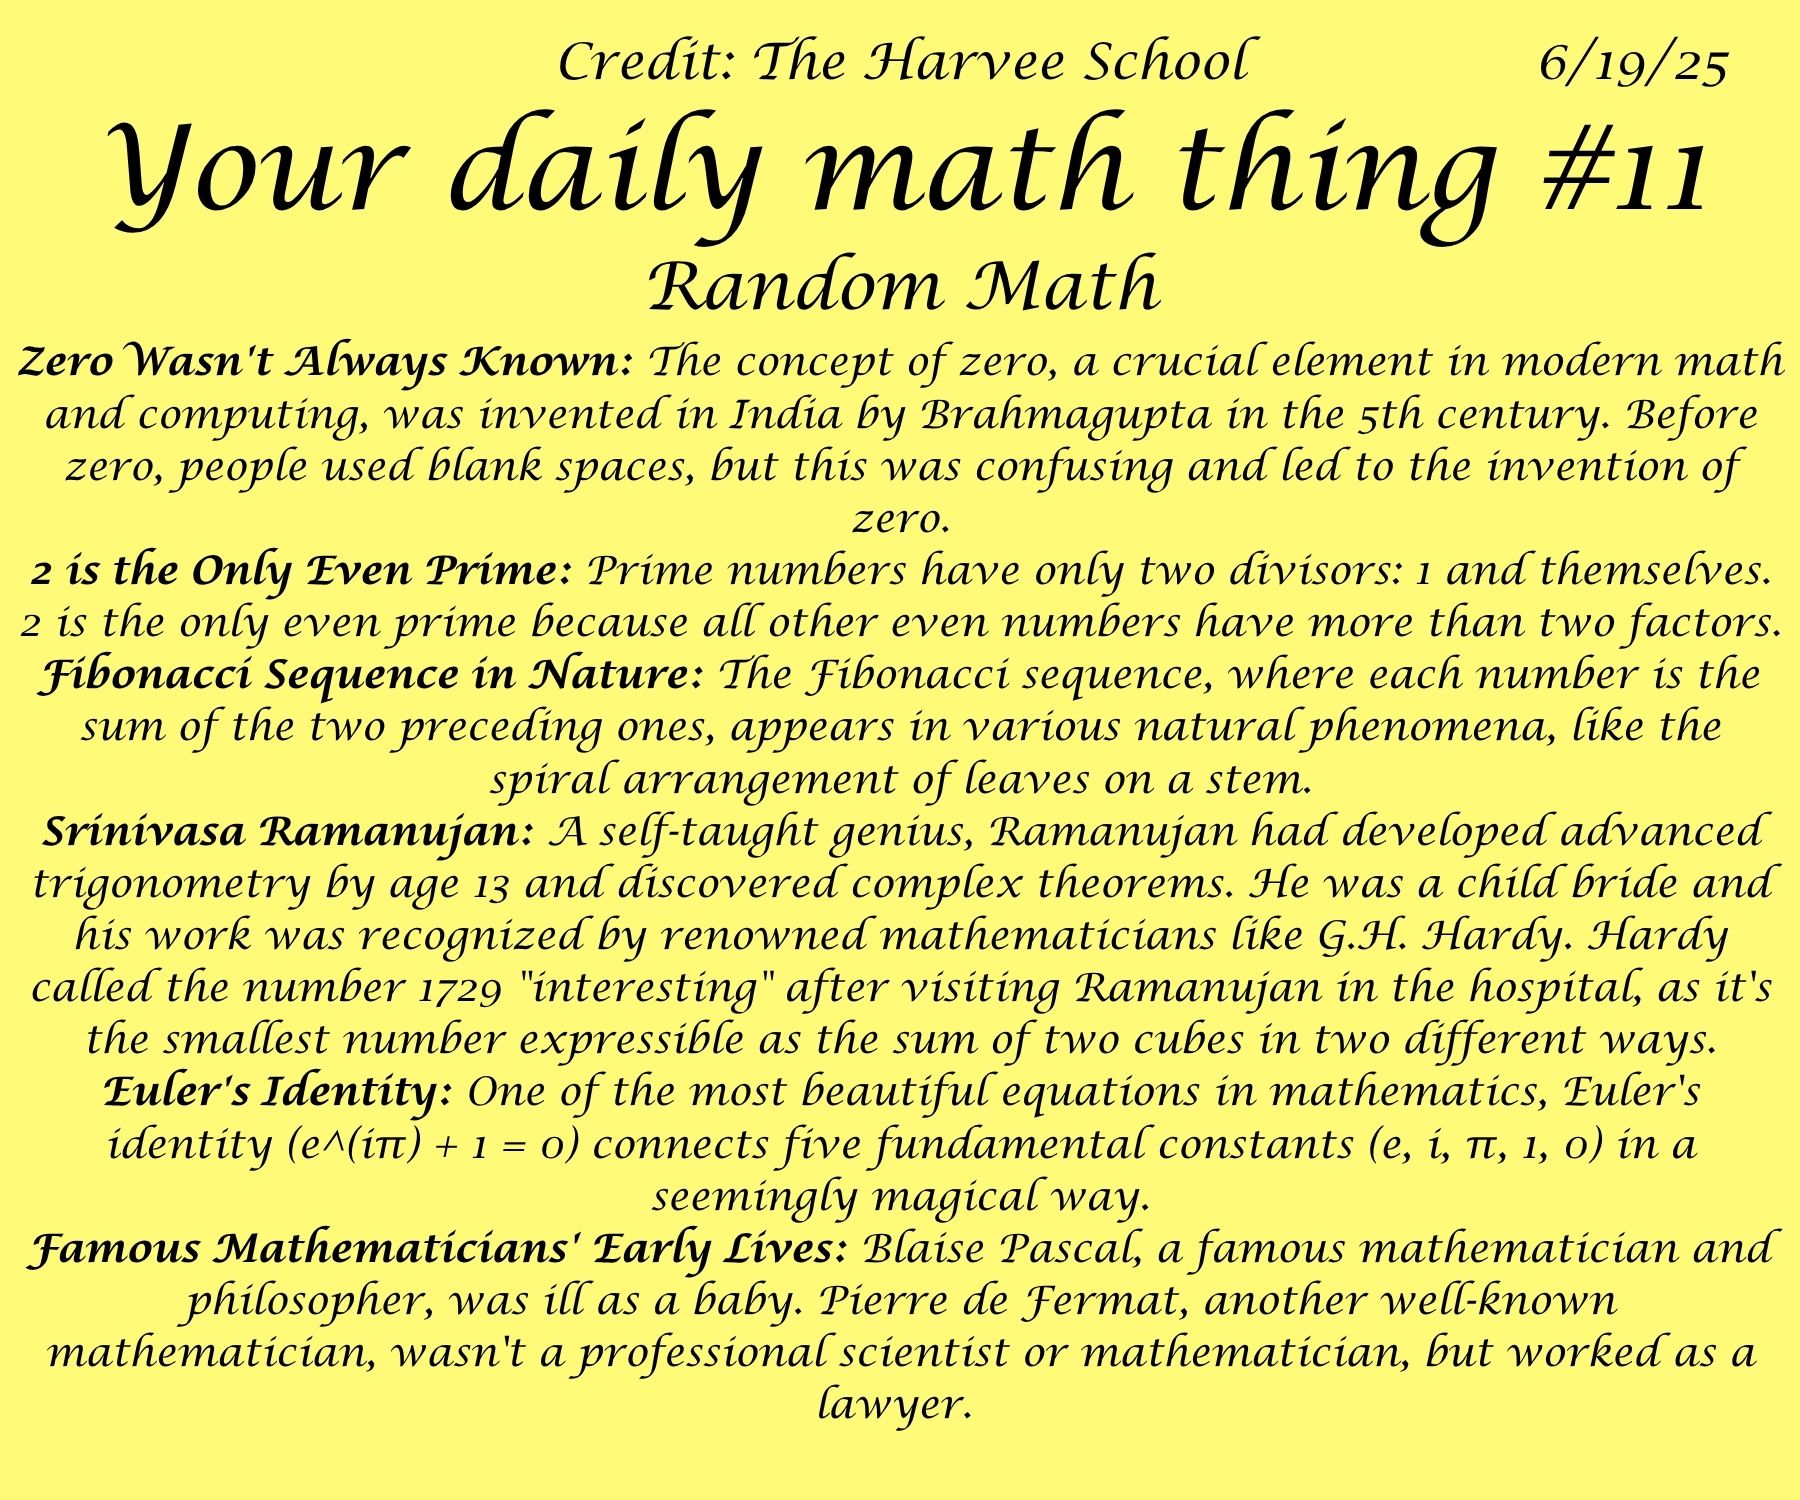 Credit: The Harvee School 6/19/25
Your daily math thing #11
Random Math
Zero Wasn't Always Known: The concept of zero, a crucial element in modern math
and computing, was invented in India by Brahmagupta in the 5th century. Before
zero, people used blank spaces, but this was confusing and led to the invention of
zero.
2 is the Only Even Prime: Prime numbers have only two divisors: 1 and themselves.
2 is the only even prime because all other even numbers have more than two factors.
Fibonacci Sequence in Nature: The Fibonacci sequence, where each number is the
sum of the two preceding ones, appears in various natural phenomena, like the
spiral arrangement of leaves on a stem.
Srinivasa Ramanujan: A self-taught genius, Ramanujan had developed advanced
trigonometry by age 13 and discovered complex theorems. He was a child bride and
his work was recognized by renowned mathematicians like G.H. Hardy. Hardy
called the number 1729 "interesting" after visiting Ramanujan in the hospital, as it's
the smallest number expressible as the sum of two cubes in two different ways.
Euler's Identity: One of the most beautiful equations in mathematics, Euler's
identity (e^(iπ) + 1 = 0) connects five fundamental constants (e, i, π, 1, 0) in a
seemingly magical way.
Famous Mathematicians' Early Lives: Blaise Pascal, a famous mathematician and
philosopher, was ill as a baby. Pierre de Fermat, another well-known
mathematician, wasn't a professional scientist or mathematician, but worked as a
lawyer.